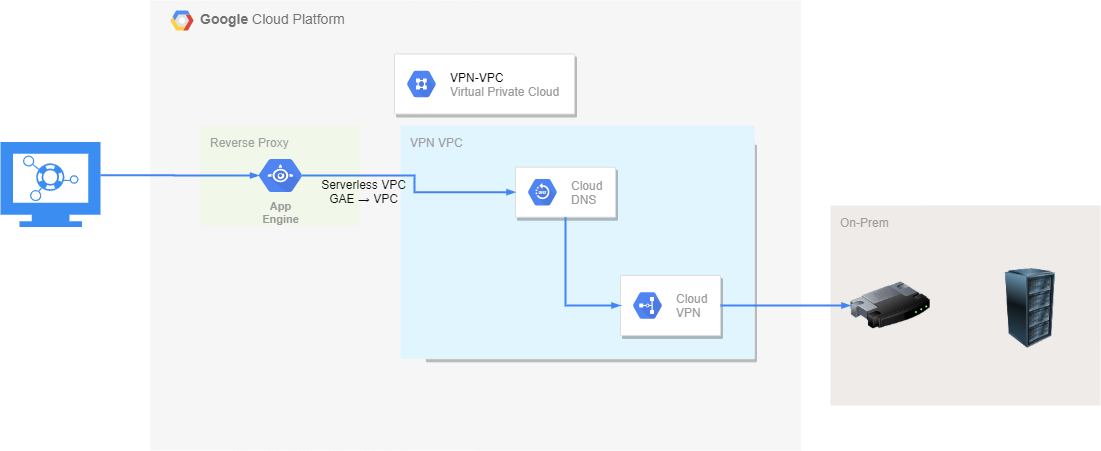 Google Cloud Platform
VPN-VPC
Virtual Private Cloud
Reverse Proxy
App
Engine
Serverless VPC
GAE → VPC
VPN VPC
Cloud
DNS
Cloud
VPN
On-Prem